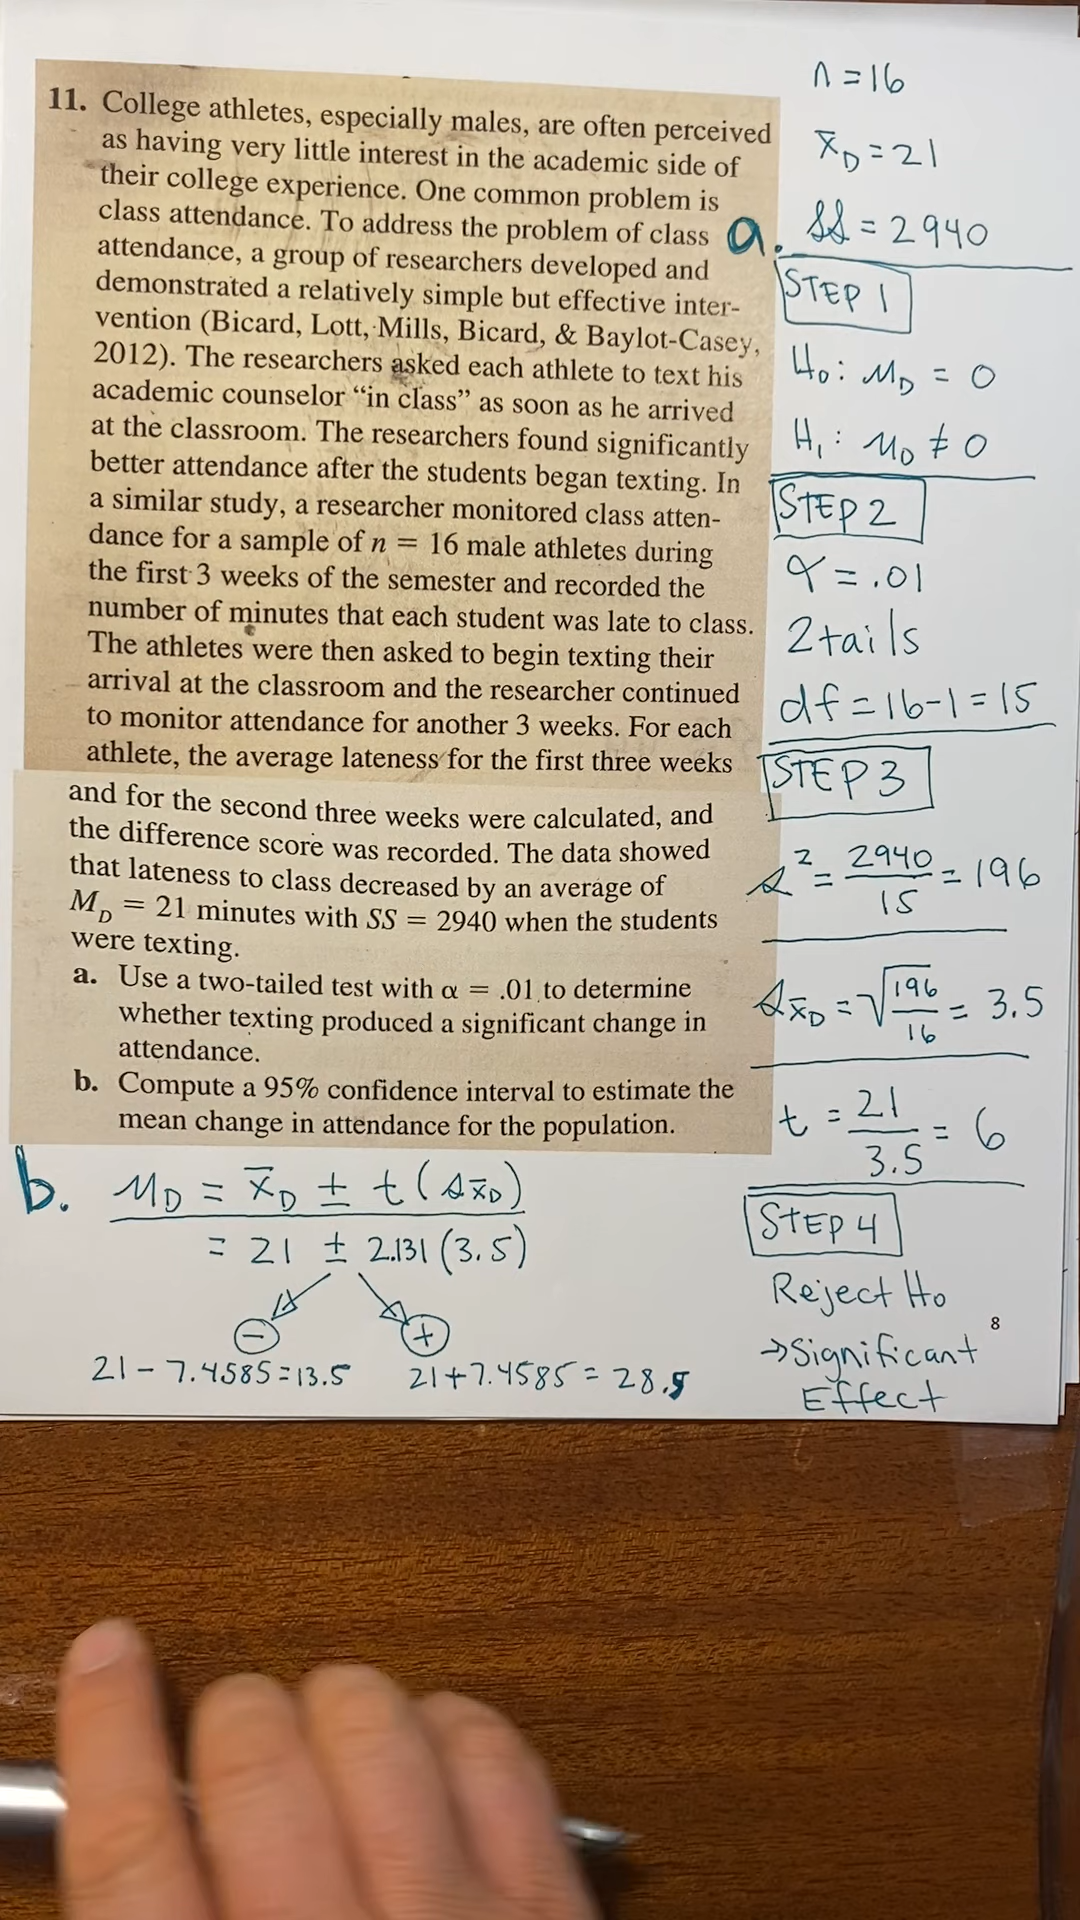 11. College athletes, especially males, are often perceived
as having very little interest in the academic side of
their college experience. One common problem is
class attendance. To address the problem of class
attendance, a group of researchers developed and
demonstrated a relatively simple but effective inter-
vention (Bicard, Lott, Mills, Bicard, & Baylot-Casey,
2012). The researchers asked each athlete to text his
academic counselor “in class” as soon as he arrived
at the classroom. The researchers found significantly
better attendance after the students began texting. In
a similar study, a researcher monitored class atten-
dance for a sample of n = 16 male athletes during
the first 3 weeks of the semester and recorded the
number of minutes that each student was late to class.
The athletes were then asked to begin texting their
arrival at the classroom and the researcher continued
to monitor attendance for another 3 weeks. For each
athlete, the average lateness for the first three weeks
and for the second three weeks were calculated, and
the difference score was recorded. The data showed
that lateness to class decreased by an average of
M_D = 21 minutes with SS = 2940 when the students
were texting.
a. Use a two-tailed test with α = .01 to determine
whether texting produced a significant change in
attendance.
b. Compute a 95% confidence interval to estimate the
mean change in attendance for the population.
n = 16
x̄_D = 21
a. SS = 2940
STEP 1
H₀: μ_D = 0
H₁: μ_D ≠ 0
STEP 2
α = .01
2 tails
df = 16-1 = 15
STEP 3
s² = 2940/15 = 196
s_x̄_D = √196/16 = 3.5
t = 21/3.5 = 6
STEP 4
Reject H₀
→ Significant
Effect
b. μ_D = x̄_D ± t (s_x̄_D)
= 21 ± 2.131 (3.5)
− +
21 − 7.4585 = 13.5 21 + 7.4585 = 28.5
8